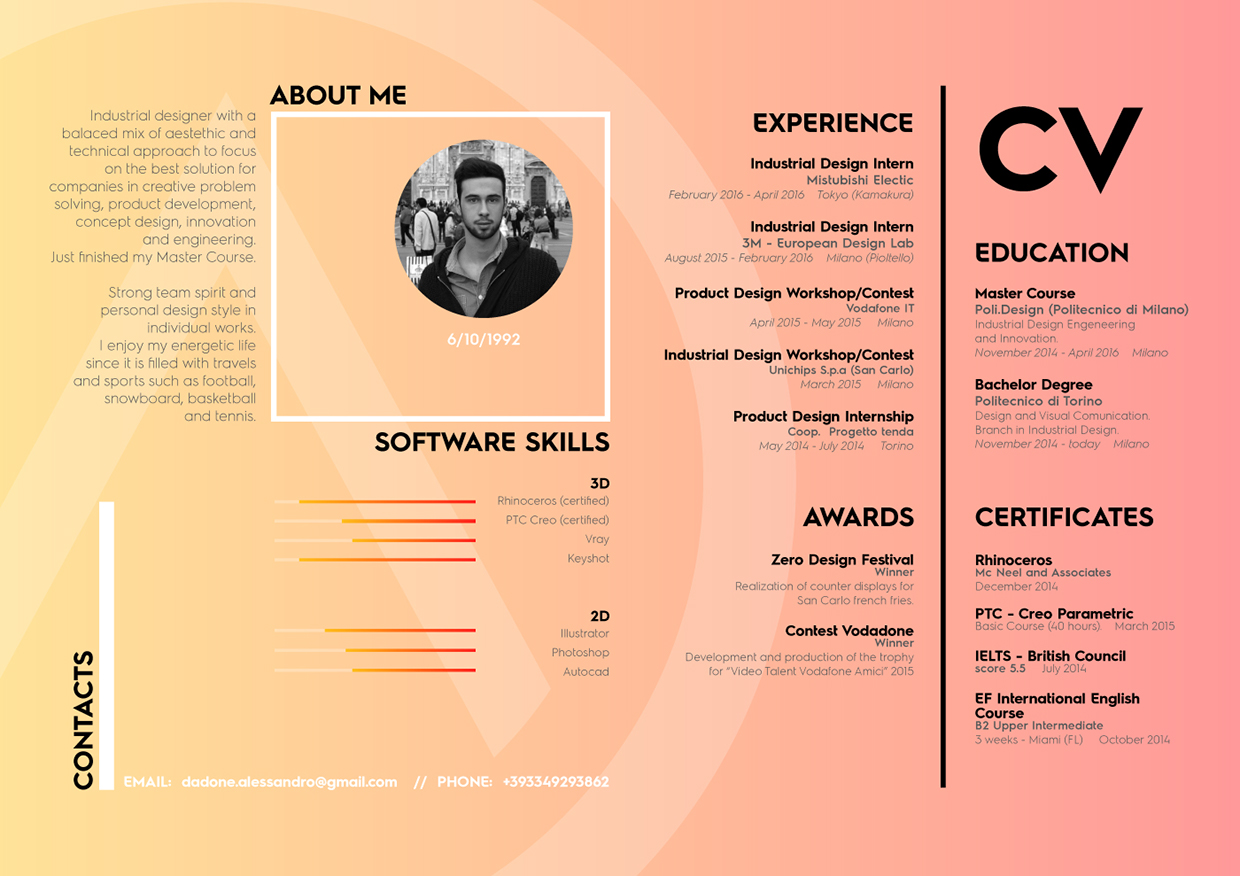 ABOUT ME
Industrial designer with a
balaced mix of aestethic and
technical approach to focus
on the best solution for
companies in creative problem
solving, product development,
concept design, innovation
and engineering.
Just finished my Master Course.
Strong team spirit and
personal design style in
individual works.
I enjoy my energetic life
since it is filled with travels
and sports such as football,
snowboard, basketball
and tennis.
6/10/1992
SOFTWARE SKILLS
3D
Rhinoceros (certified)
PTC Creo (certified)
Vray
Keyshot
2D
Illustrator
Photoshop
Autocad
CONTACTS
EMAIL: dadone.alessandro@gmail.com // PHONE: +393349293862
EXPERIENCE
Industrial Design Intern
Mistubishi Electic
February 2016 - April 2016 Tokyo (Kamakura)
Industrial Design Intern
3M - European Design Lab
August 2015 - February 2016 Milano (Pioltello)
Product Design Workshop/Contest
Vodafone IT
April 2015 - May 2015 Milano
Industrial Design Workshop/Contest
Unichips S.p.a (San Carlo)
March 2015 Milano
Product Design Internship
Coop. Progetto tenda
May 2014 - July 2014 Torino
AWARDS
Zero Design Festival
Winner
Realization of counter displays for
San Carlo french fries.
Contest Vodadone
Winner
Development and production of the trophy
for "Video Talent Vodafone Amici" 2015
CV
EDUCATION
Master Course
Poli.Design (Politecnico di Milano)
Industrial Design Engeneering
and Innovation.
November 2014 - April 2016 Milano
Bachelor Degree
Politecnico di Torino
Design and Visual Comunication.
Branch in Industrial Design.
November 2014 - today Milano
CERTIFICATES
Rhinoceros
Mc Neel and Associates
December 2014
PTC - Creo Parametric
Basic Course (40 hours). March 2015
IELTS - British Council
score 5.5 July 2014
EF International English
Course
B2 Upper Intermediate
3 weeks - Miami (FL) October 2014